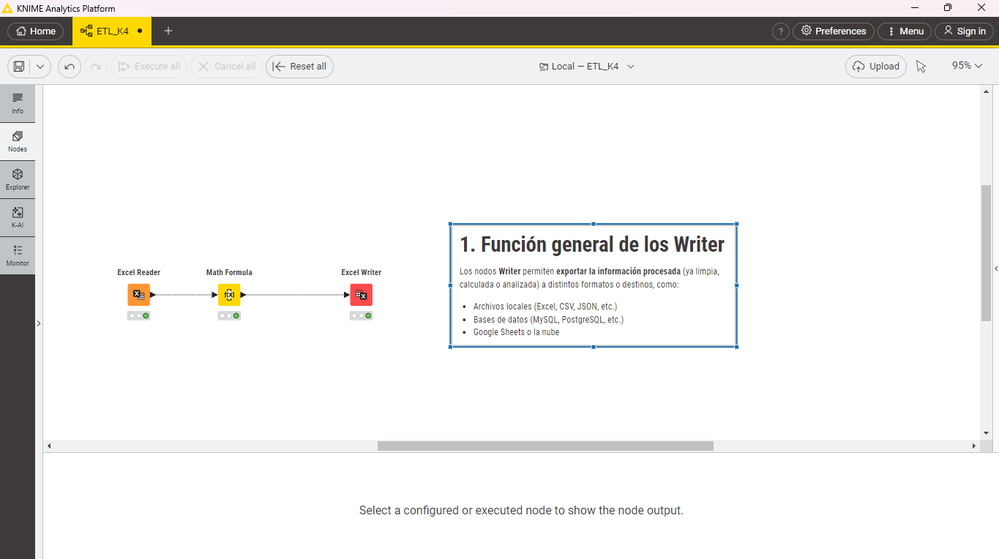 KNIME Analytics Platform
Home
ETL_K4
?
Preferences
Menu
Sign in
Execute all
Cancel all
Reset all
Local — ETL_K4
Upload
95%
Info
Nodes
Explorer
K-AI
Monitor
Excel Reader
Math Formula
f(x)
Excel Writer
1. Función general de los Writer
Los nodos Writer permiten exportar la información procesada (ya limpia,
calculada o analizada) a distintos formatos o destinos, como:
• Archivos locales (Excel, CSV, JSON, etc.)
• Bases de datos (MySQL, PostgreSQL, etc.)
• Google Sheets o la nube
Select a configured or executed node to show the node output.